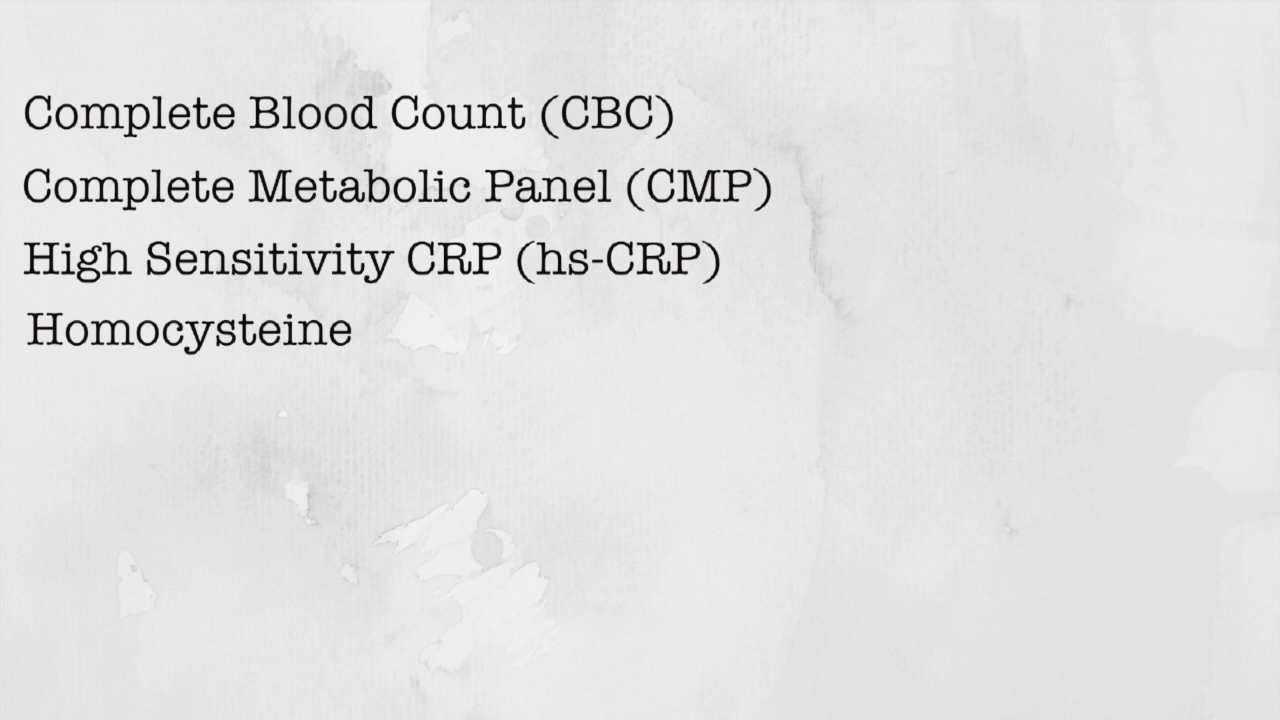 Complete Blood Count (CBC)
Complete Metabolic Panel (CMP)
High Sensitivity CRP (hs-CRP)
Homocysteine